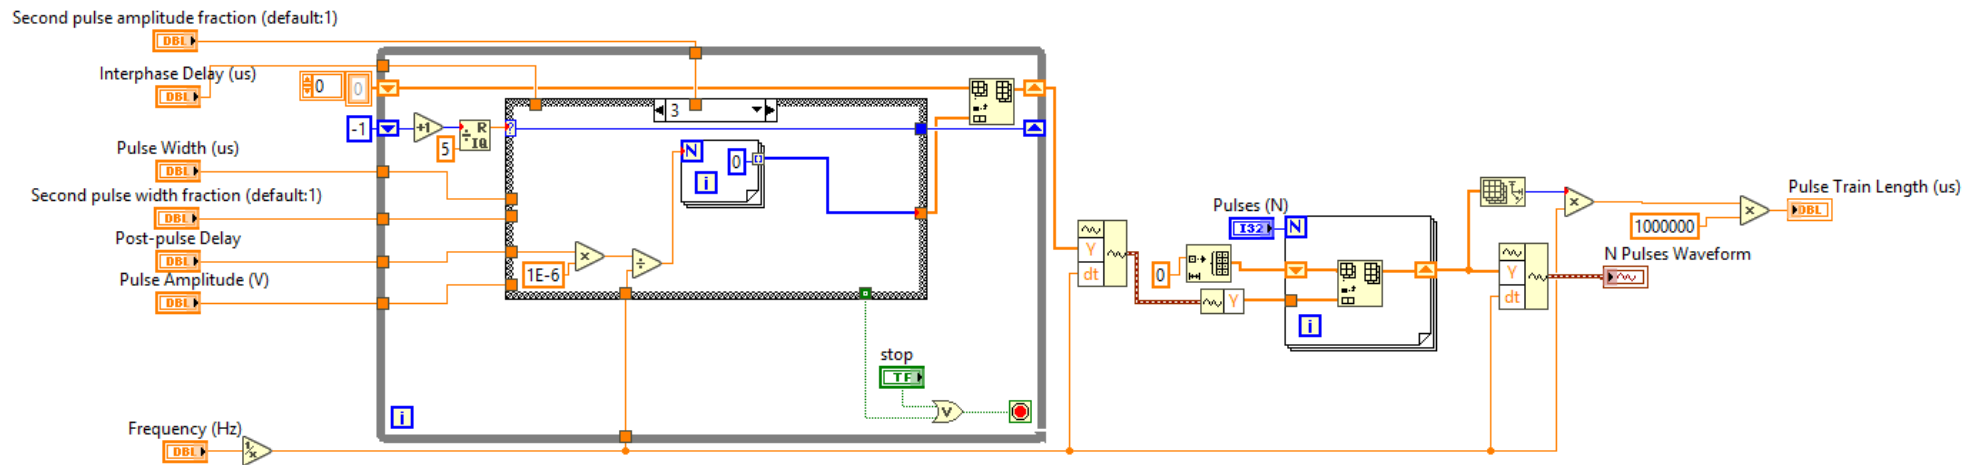 Second pulse amplitude fraction (default:1)
DBL
Interphase Delay (us)
DBL
0
0
3
-1
+1
R
IQ
5
?
Pulse Width (us)
DBL
N
0
i
Second pulse width fraction (default:1)
DBL
Post-pulse Delay
DBL
1E-6
Pulse Amplitude (V)
DBL
stop
TF
V
i
Frequency (Hz)
DBL
1/x
Y
dt
Pulses (N)
I32
N
0
Y
i
Y
dt
1000000
Pulse Train Length (us)
DBL
N Pulses Waveform